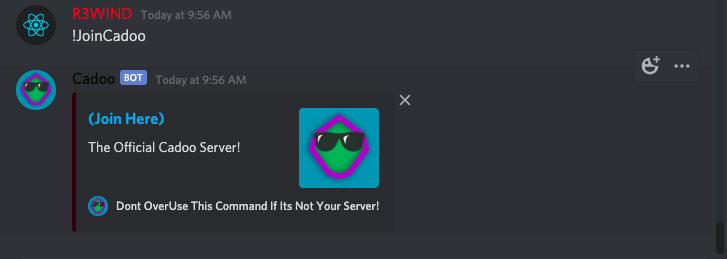 R3WIND Today at 9:56 AM
!JoinCadoo
Cadoo BOT Today at 9:56 AM
(Join Here)
The Official Cadoo Server!
Dont OverUse This Command If Its Not Your Server!